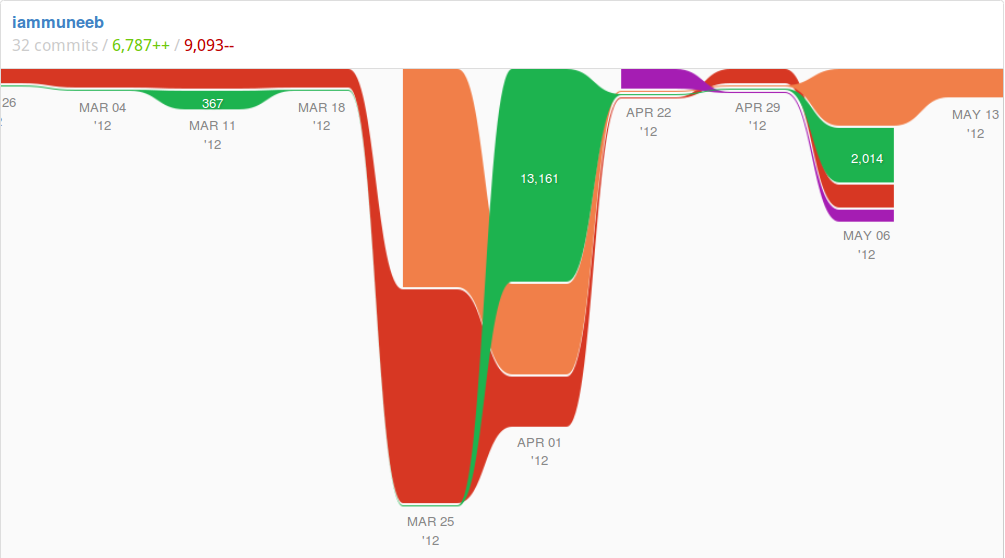 iammuneeb
32 commits / 6,787++ / 9,093--
26
MAR 04
'12
367
MAR 11
'12
MAR 18
'12
MAR 25
'12
13,161
APR 01
'12
APR 22
'12
APR 29
'12
2,014
MAY 06
'12
MAY 13
'12